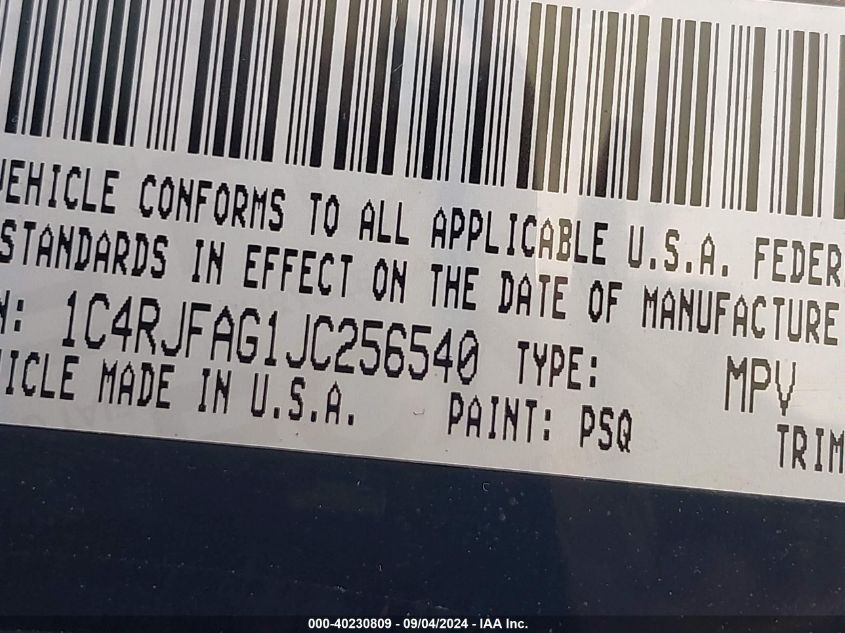 VEHICLE CONFORMS TO ALL APPLICABLE U.S.A. FEDER
STANDARDS IN EFFECT ON THE DATE OF MANUFACTURE
N: 1C4RJFAG1JC256540 TYPE: MPV
ICLE MADE IN U.S.A. PAINT: PSQ TRIM
000-40230809 - 09/04/2024 - IAA Inc.